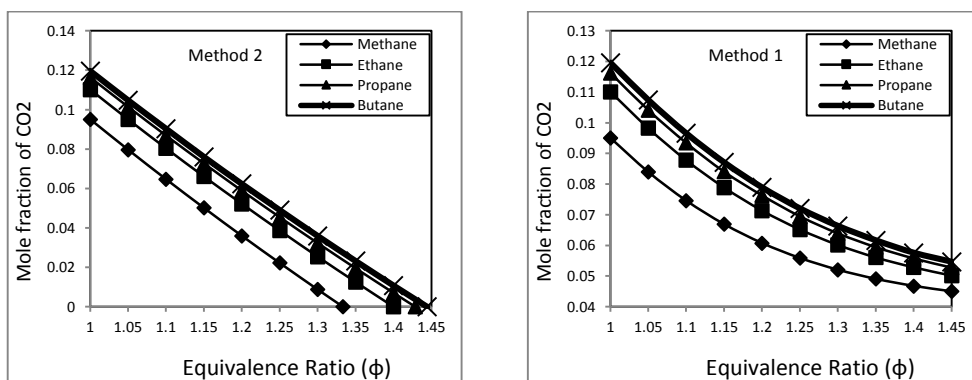 Method 2
Methane
Ethane
Propane
Butane
Mole fraction of CO2
0.14
0.12
0.1
0.08
0.06
0.04
0.02
0
1 1.05 1.1 1.15 1.2 1.25 1.3 1.35 1.4 1.45
Equivalence Ratio (ϕ)
Method 1
Methane
Ethane
Propane
Butane
Mole fraction of CO2
0.13
0.12
0.11
0.1
0.09
0.08
0.07
0.06
0.05
0.04
1 1.05 1.1 1.15 1.2 1.25 1.3 1.35 1.4 1.45
Equivalence Ratio (ϕ)